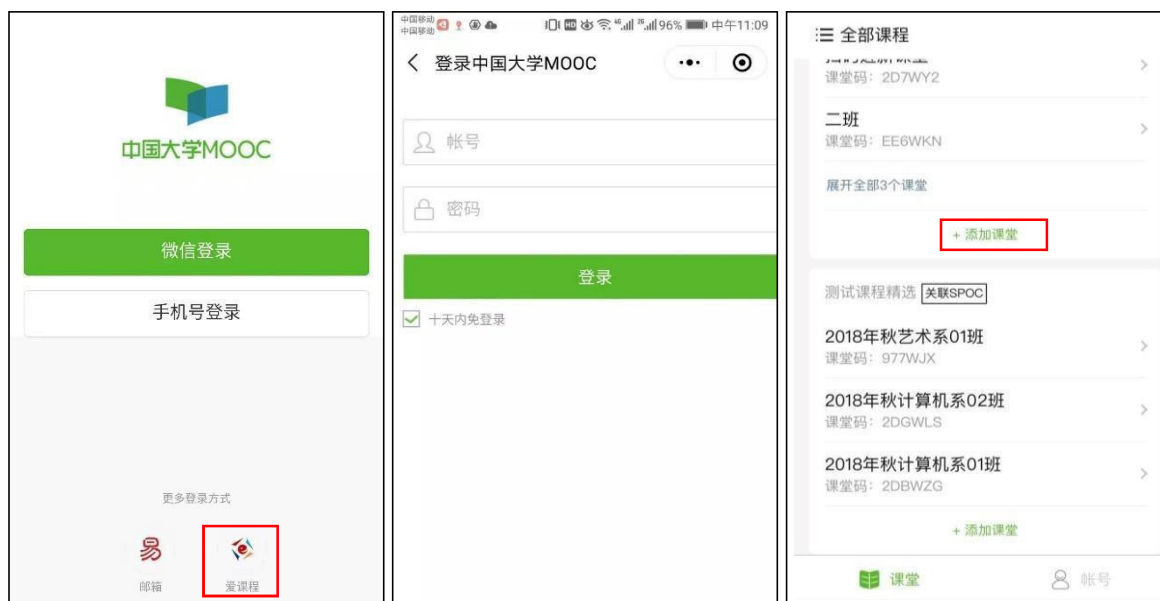 中国大学MOOC
微信登录
手机号登录
更多登录方式
易
邮箱
爱课程
中国移动
中国移动
HD 4G 2G 96% 中午11:09
登录中国大学MOOC
帐号
密码
登录
十天内免登录
全部课程
课堂码：2D7WY2
二班
课堂码：EE6WKN
展开全部3个课堂
+ 添加课堂
测试课程精选 关联SPOC
2018年秋艺术系01班
课堂码：977WJX
2018年秋计算机系02班
课堂码：2DGWLS
2018年秋计算机系01班
课堂码：2DBWZG
+ 添加课堂
课堂
帐号